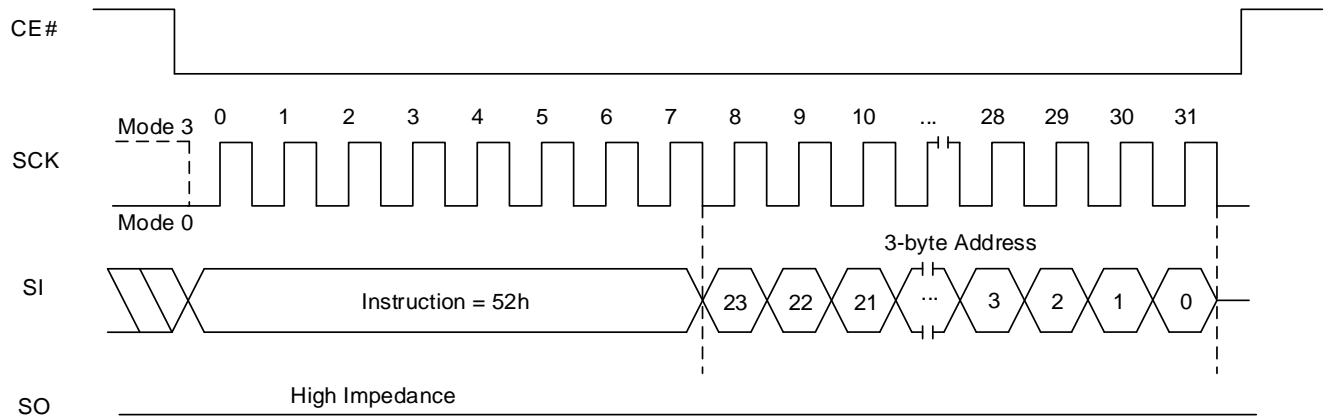 CE#
0 1 2 3 4 5 6 7 8 9 10 ... 28 29 30 31
Mode 3
SCK
Mode 0
3-byte Address
SI
Instruction = 52h 23 22 21 ... 3 2 1 0
High Impedance
SO